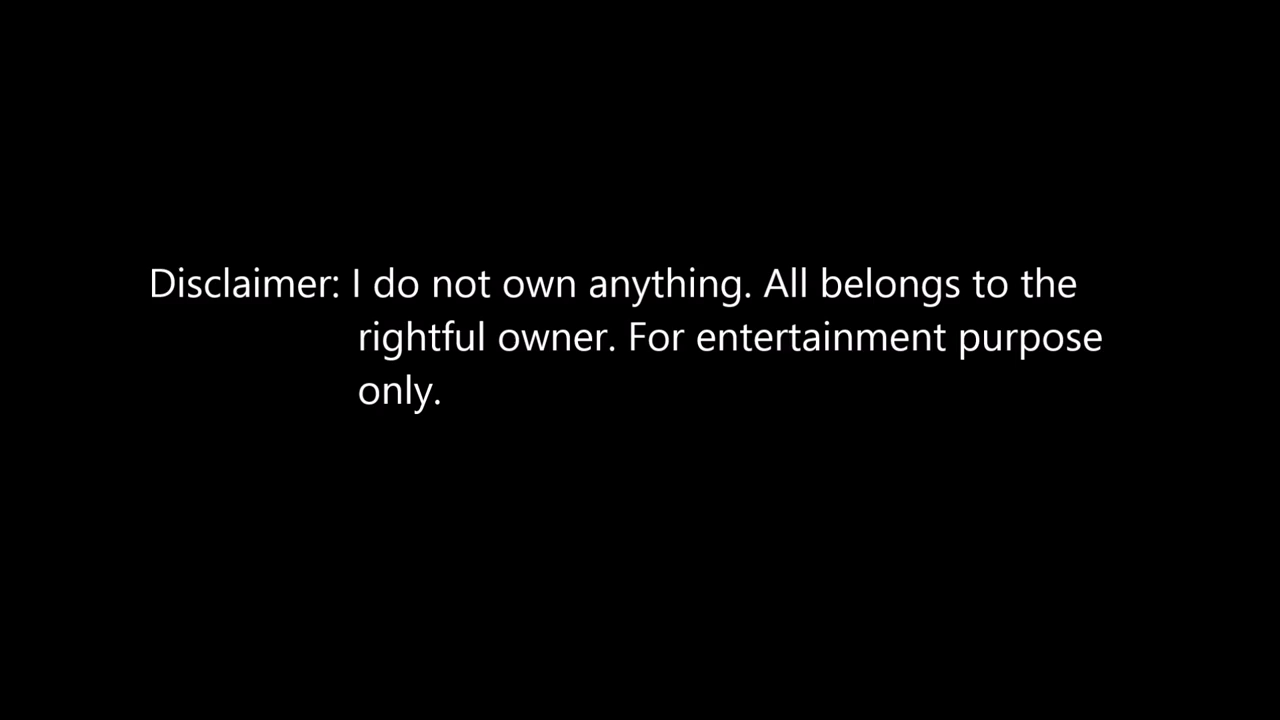 Disclaimer: I do not own anything. All belongs to the
rightful owner. For entertainment purpose
only.